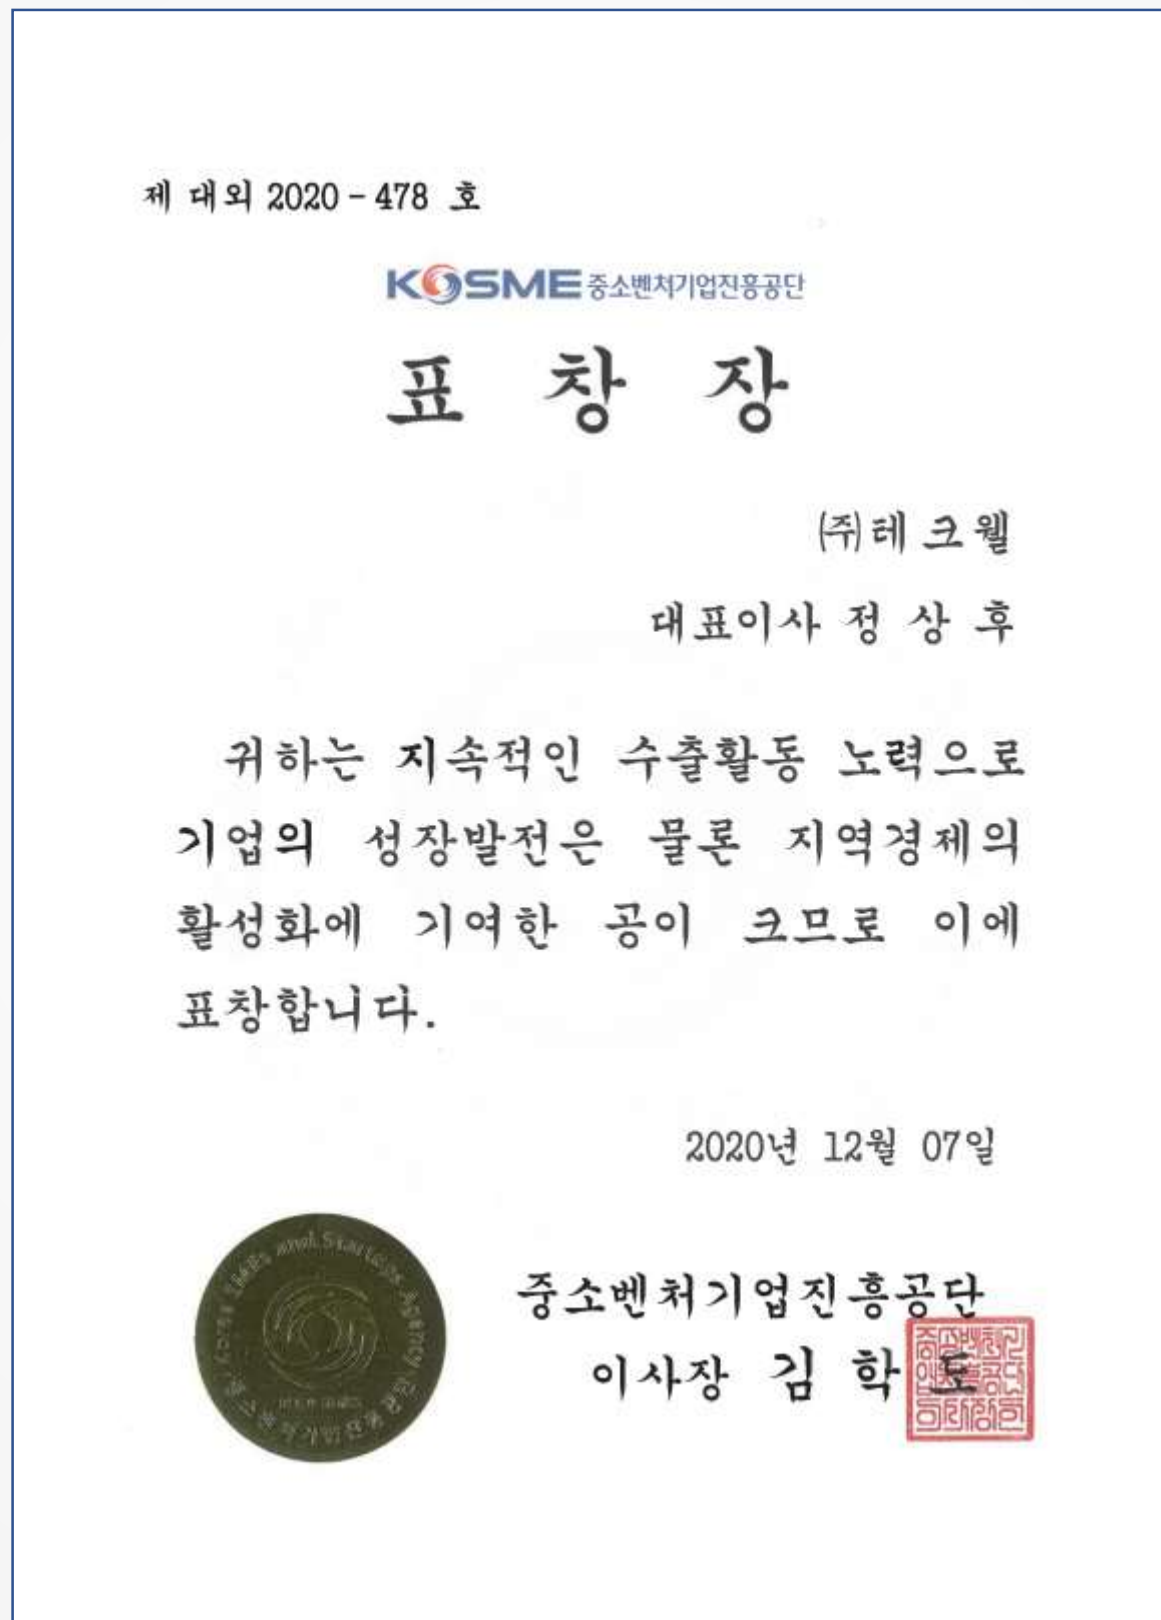 제 대외 2020 - 478 호
KOSME 중소벤처기업진흥공단
표 창 장
(주)테크웰
대표이사 정 상 후
귀하는 지속적인 수출활동 노력으로
기업의 성장발전은 물론 지역경제의
활성화에 기여한 공이 크므로 이에
표창합니다.
2020년 12월 07일
중소벤처기업진흥공단
이사장 김 학 도